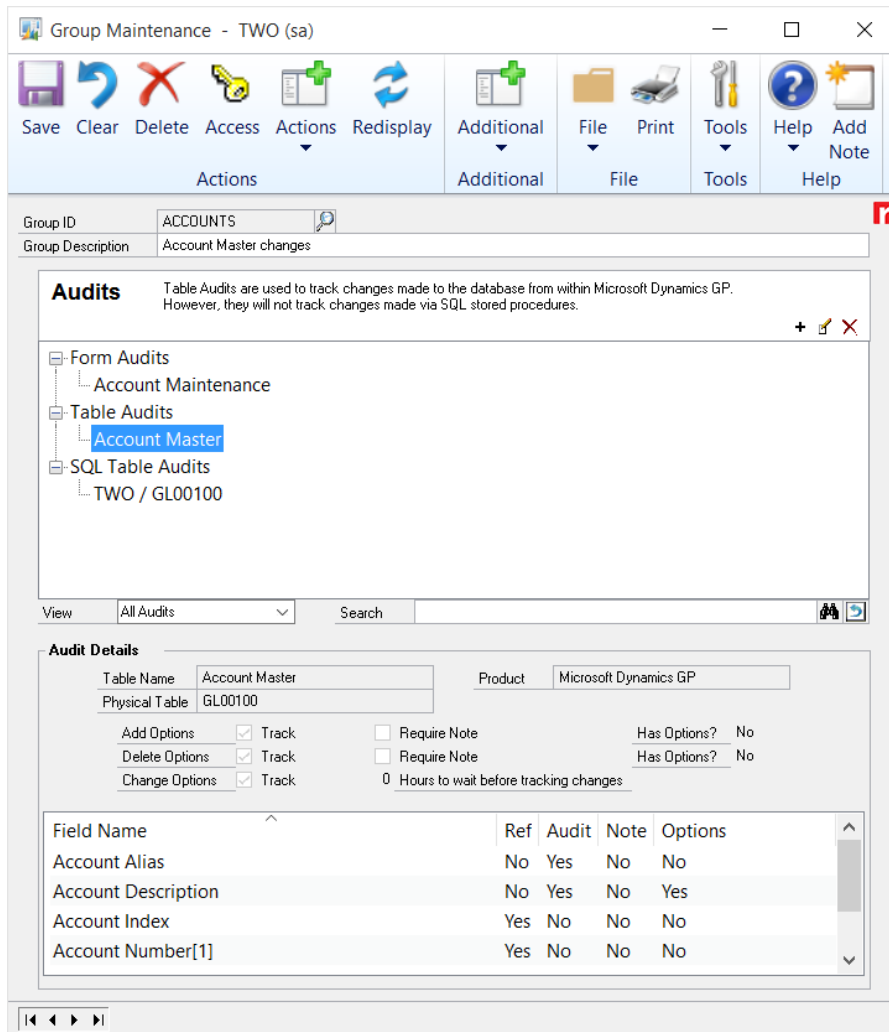 Group Maintenance - TWO (sa)
Save Clear Delete Access Actions Redisplay Additional File Print Tools Help Add Note
Actions Additional File Tools Help
Group ID ACCOUNTS
Group Description Account Master changes
Audits
Table Audits are used to track changes made to the database from within Microsoft Dynamics GP.
However, they will not track changes made via SQL stored procedures.
Form Audits
Account Maintenance
Table Audits
Account Master
SQL Table Audits
TWO / GL00100
View All Audits Search
Audit Details
Table Name Account Master Product Microsoft Dynamics GP
Physical Table GL00100
Add Options Track Require Note Has Options? No
Delete Options Track Require Note Has Options? No
Change Options Track 0 Hours to wait before tracking changes
Field Name Ref Audit Note Options
Account Alias No Yes No No
Account Description No Yes No Yes
Account Index Yes No No No
Account Number[1] Yes No No No